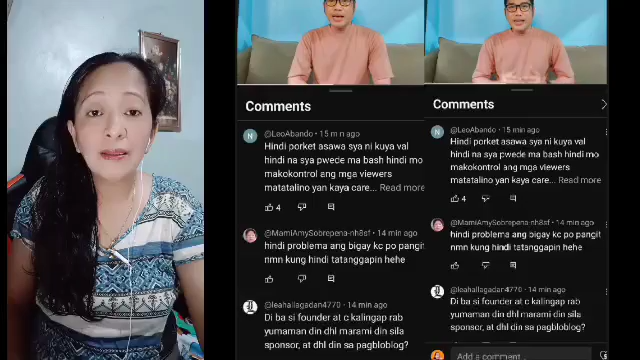 Comments
@LeoAbando • 15 min ago
Hindi porket asawa sya ni kuya val
hindi na sya pwede ma bash hindi mo
makokontrol ang mga viewers
matatalino yan kaya care... Read more
4
@MamiAmySobrepena-nh8sf • 14 min ago
hindi problema ang bigay kc po pangit
nmn kung hindi tatanggapin hehe
@leahallagadan4770 • 14 min ago
Di ba si founder at c kalingap rab
yumaman din dhl marami din sila
sponsor, at dhl din sa pagbloblog?
Comments
@LeoAbando • 15 min ago
Hindi porket asawa sya ni kuya val
hindi na sya pwede ma bash hindi mo
makokontrol ang mga viewers
matatalino yan kaya care... Read more
4
@MamiAmySobrepena-nh8sf • 14 min ago
hindi problema ang bigay kc po pangit
nmn kung hindi tatanggapin hehe
@leahallagadan4770 • 14 min ago
Di ba si founder at c kalingap rab
yumaman din dhl marami din sila
sponsor, at dhl din sa pagbloblog?
Add a comment...